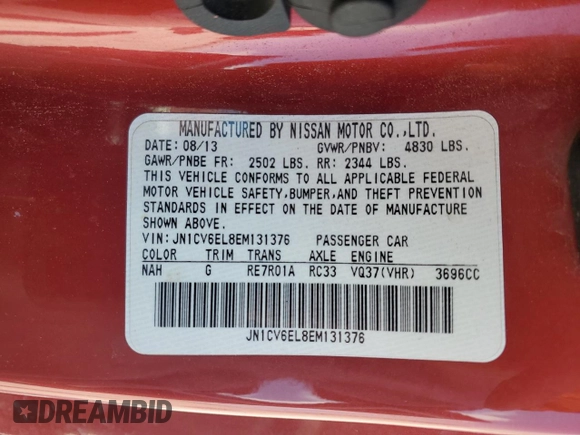 MANUFACTURED BY NISSAN MOTOR CO.,LTD.
DATE: 08/13 GVWR/PNBV: 4830 LBS.
GAWR/PNBE FR: 2502 LBS. RR: 2344 LBS.
THIS VEHICLE CONFORMS TO ALL APPLICABLE FEDERAL
MOTOR VEHICLE SAFETY,BUMPER,AND THEFT PREVENTION
STANDARDS IN EFFECT ON THE DATE OF MANUFACTURE
SHOWN ABOVE.
VIN: JN1CV6EL8EM131376 PASSENGER CAR
COLOR TRIM TRANS AXLE ENGINE
NAH G RE7R01A RC33 VQ37(VHR) 3696CC
JN1CV6EL8EM131376
DREAMBID